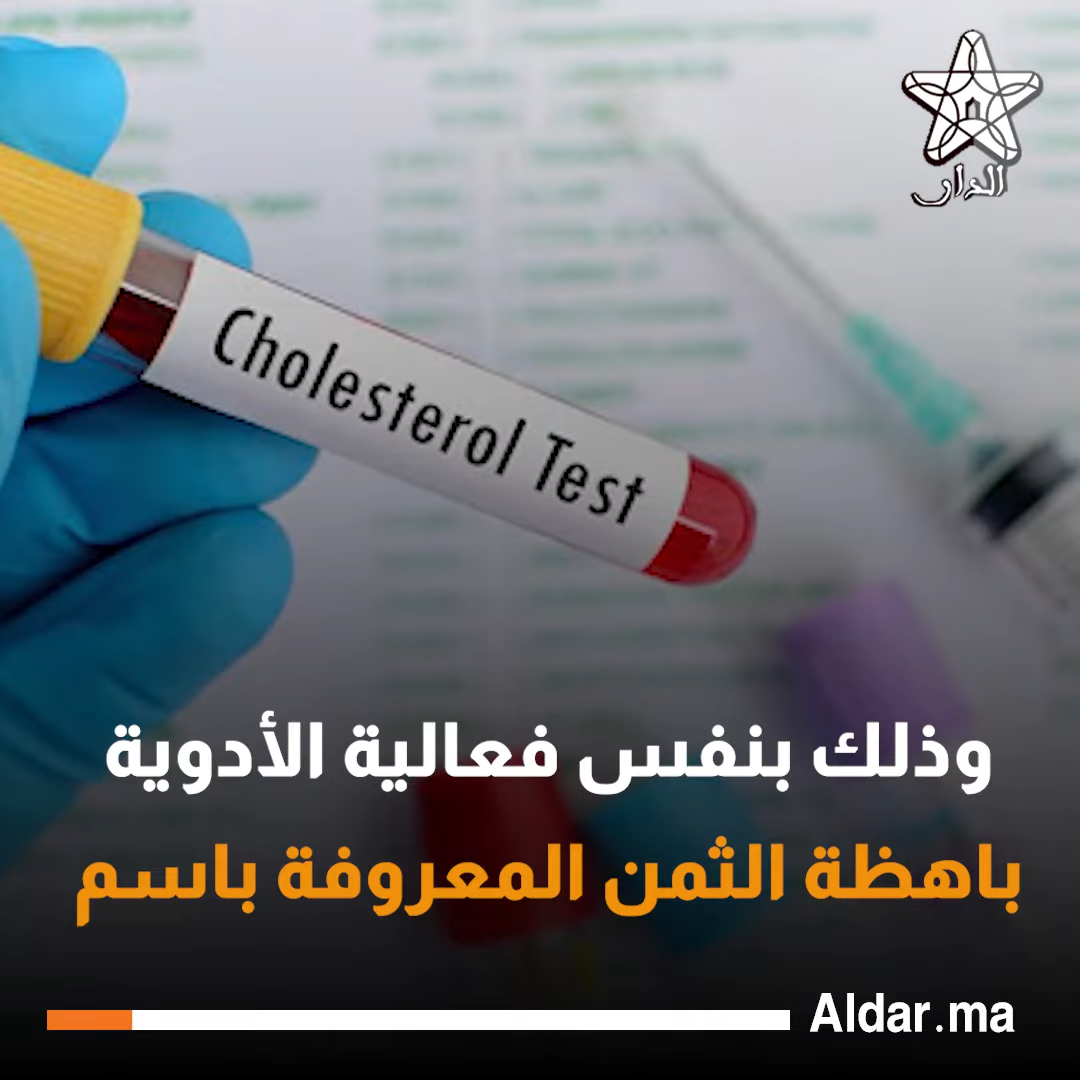 الدار
Cholesterol Test
وذلك بنفس فعالية الأدوية
باهظة الثمن المعروفة باسم
Aldar.ma